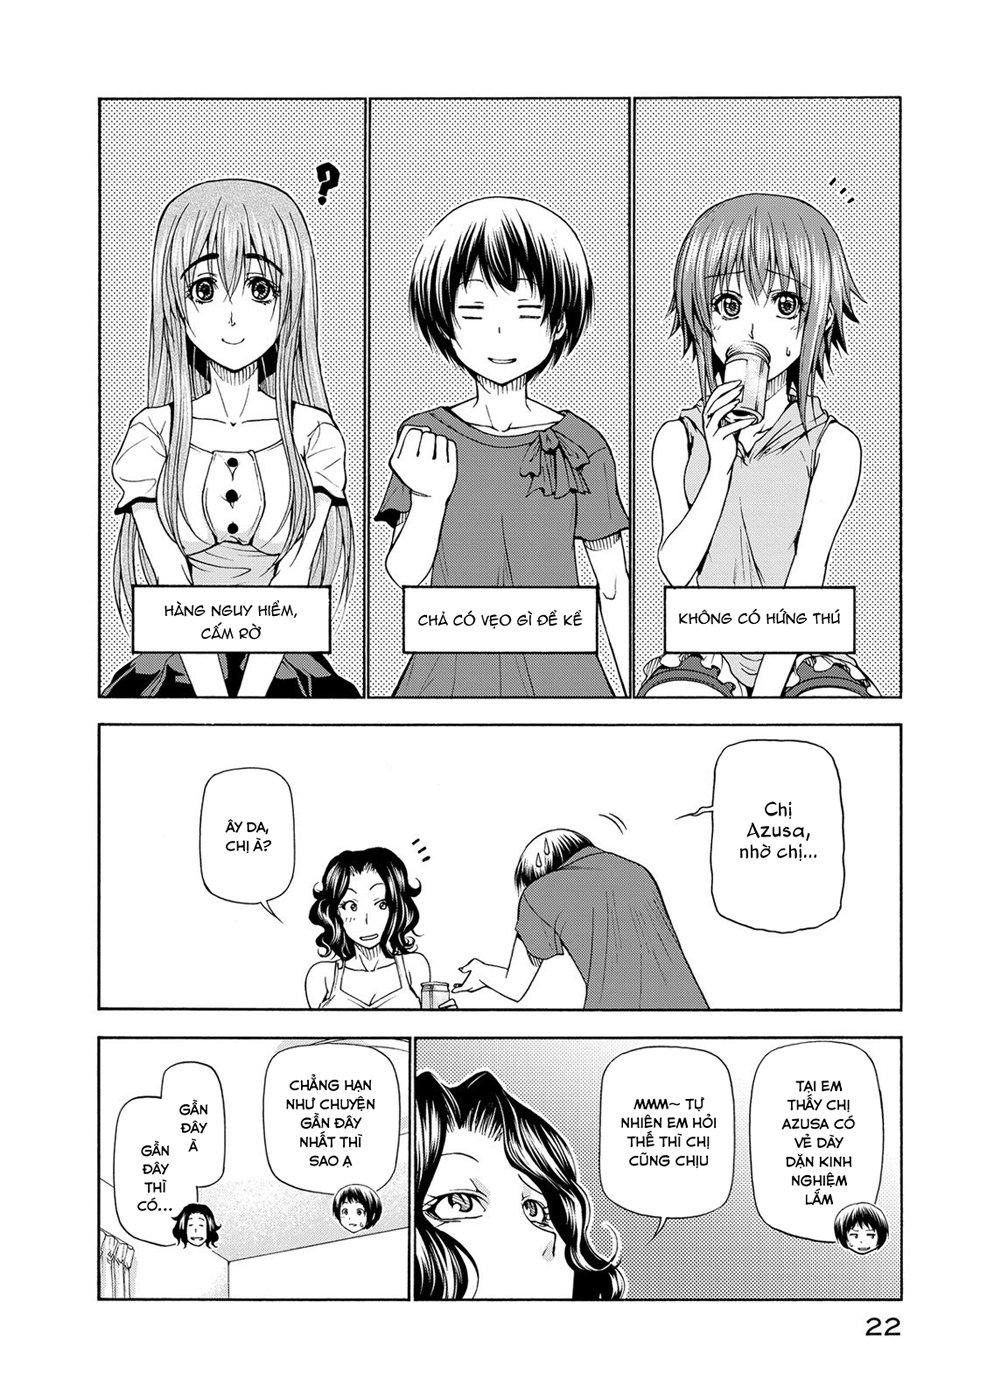 KHÔNG CÓ HỨNG THÚ
CHẢ CÓ VẸO GÌ ĐỂ KỂ
?
HÀNG NGUY HIỂM,
CẤM RỜ
Chị
Azusa,
nhờ chị...
ÂY DA,
CHỊ À?
TẠI EM
THẤY CHỊ
AZUSA CÓ
VẺ DÀY
DẶN KINH
NGHIỆM
LẮM
MMM~ TỰ
NHIÊN EM HỎI
THẾ THÌ CHỊ
CŨNG CHỊU
CHẲNG HẠN
NHƯ CHUYỆN
GẦN ĐÂY
NHẤT THÌ
SAO Ạ
GẦN
ĐÂY
À
GẦN
ĐÂY
THÌ
CÓ...
22